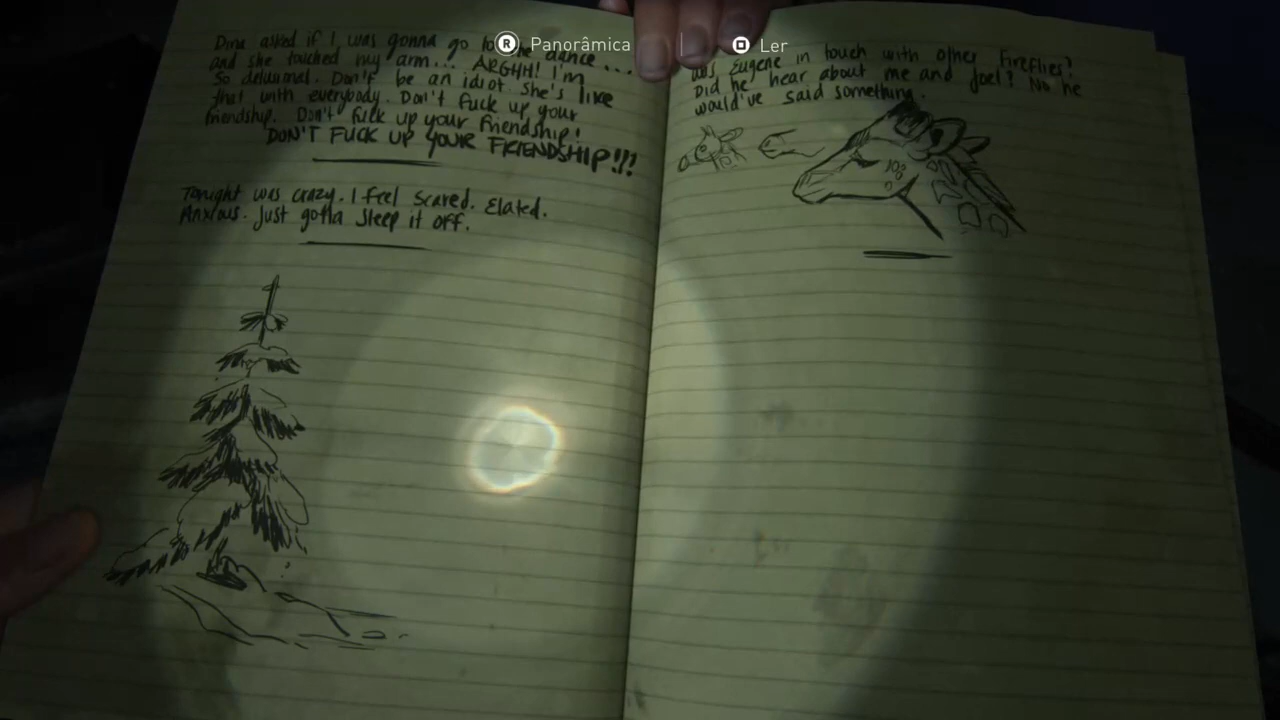 R Panorâmica
Ler
Dina asked if I was gonna go to the dance...
and she touched my arm... ARGHH! I'm
so delusional. Don't be an idiot. She's like
that with everybody. Don't fuck up your
friendship. Don't fuck up your friendship!
DON'T FUCK UP YOUR FRIENDSHIP!!!
Tonight was crazy. I feel scared. Elated.
Anxious. Just gotta sleep it off.
Was Eugene in touch with other Fireflies?
Did he hear about me and Joel? No he
would've said something.